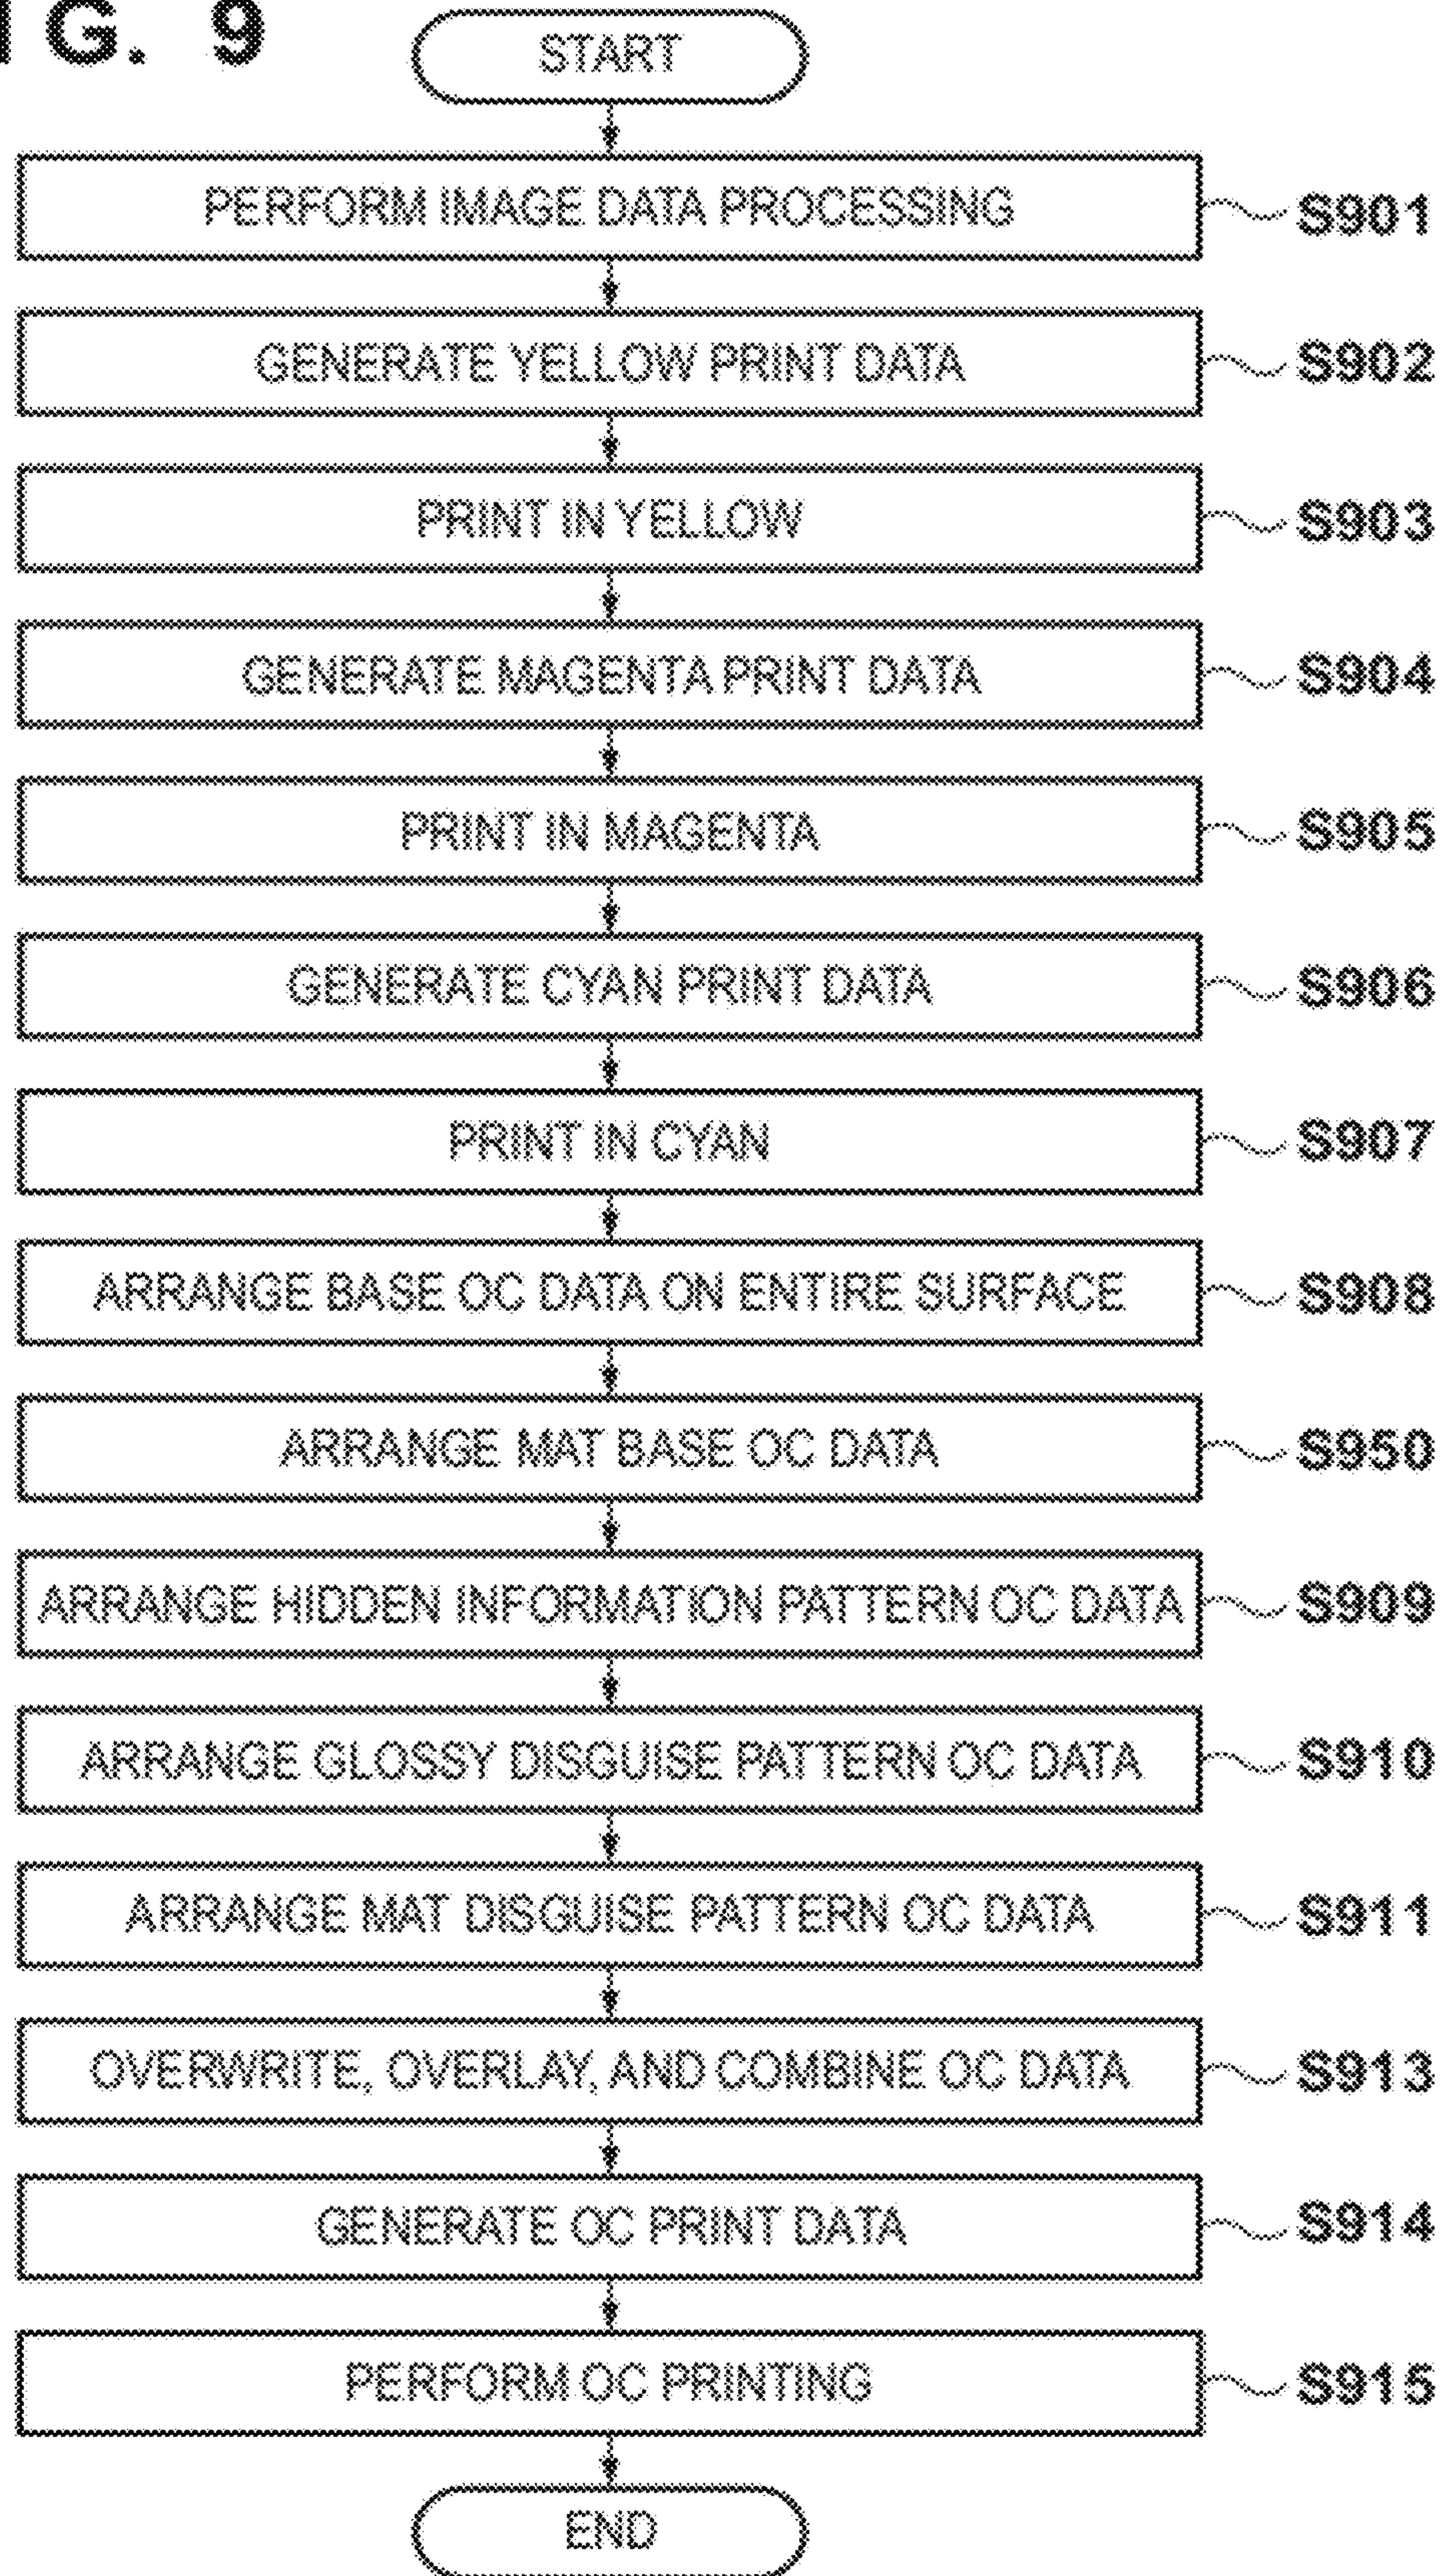 IG. 9
START
PERFORM IMAGE DATA PROCESSING S901
GENERATE YELLOW PRINT DATA S902
PRINT IN YELLOW S903
GENERATE MAGENTA PRINT DATA S904
PRINT IN MAGENTA S905
GENERATE CYAN PRINT DATA S906
PRINT IN CYAN S907
ARRANGE BASE OC DATA ON ENTIRE SURFACE S908
ARRANGE MAT BASE OC DATA S950
ARRANGE HIDDEN INFORMATION PATTERN OC DATA S909
ARRANGE GLOSSY DISGUISE PATTERN OC DATA S910
ARRANGE MAT DISGUISE PATTERN OC DATA S911
OVERWRITE, OVERLAY, AND COMBINE OC DATA S913
GENERATE OC PRINT DATA S914
PERFORM OC PRINTING S915
END